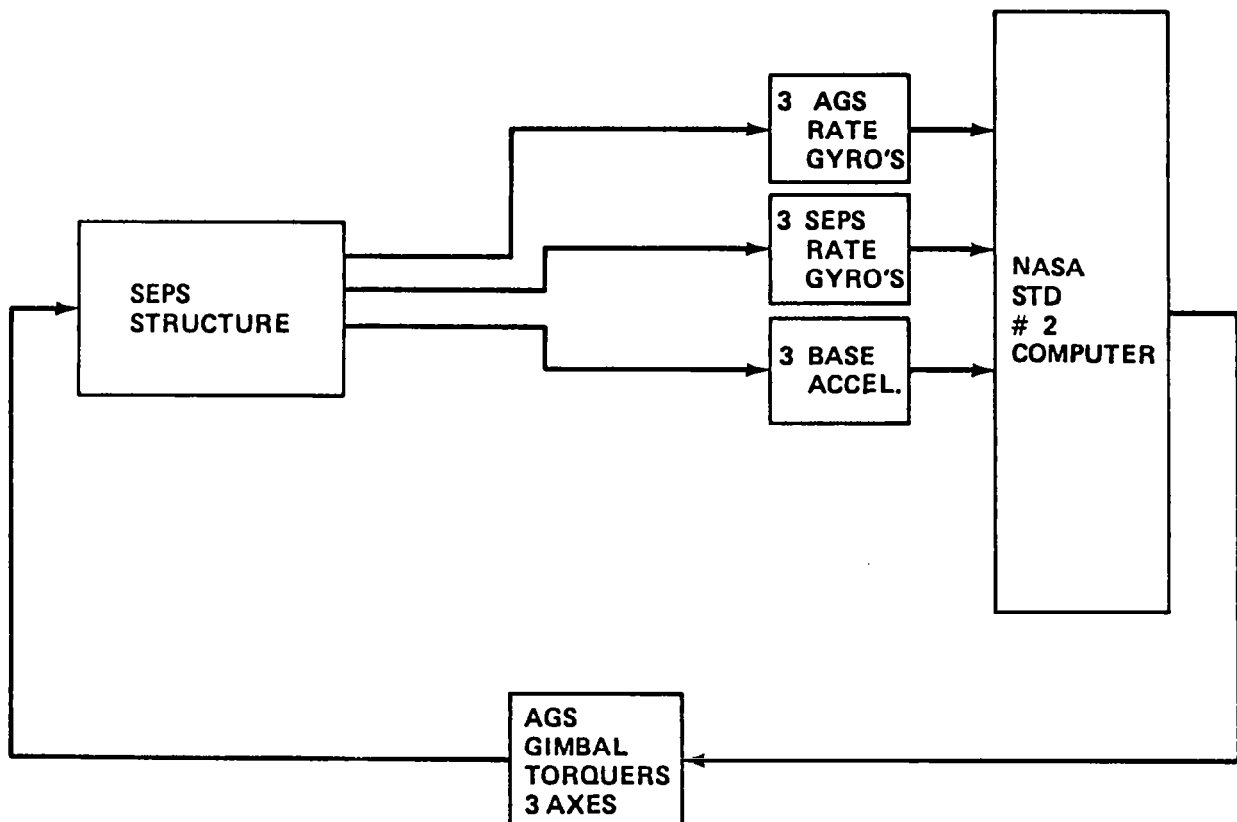 3 AGS
RATE
GYRO'S
3 SEPS
RATE
GYRO'S
3 BASE
ACCEL.
NASA
STD
# 2
COMPUTER
SEPS
STRUCTURE
AGS
GIMBAL
TORQUERS
3 AXES